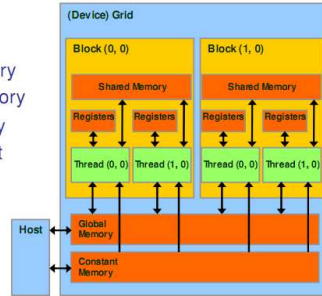 (Device) Grid
Block (0, 0)
Block (1, 0)
Shared Memory
Shared Memory
Registers
Registers
Registers
Registers
Thread (0, 0)
Thread (1, 0)
Thread (0, 0)
Thread (1, 0)
Host
Global
Memory
Constant
Memory